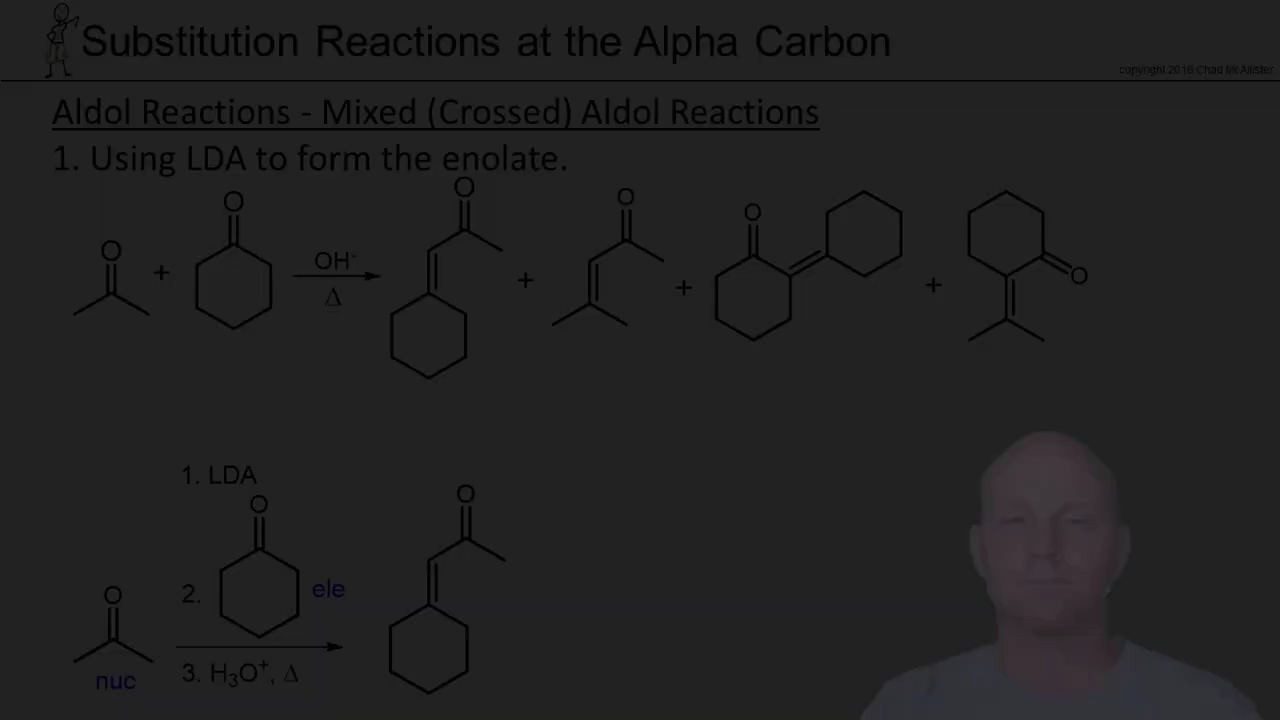 Substitution Reactions at the Alpha Carbon
copyright 2016 Chad McAllister
Aldol Reactions - Mixed (Crossed) Aldol Reactions
1. Using LDA to form the enolate.
O + O OH⁻ Δ O + O + O + O
1. LDA
O
2. ele
O
O
nuc
3. H₃O⁺, Δ